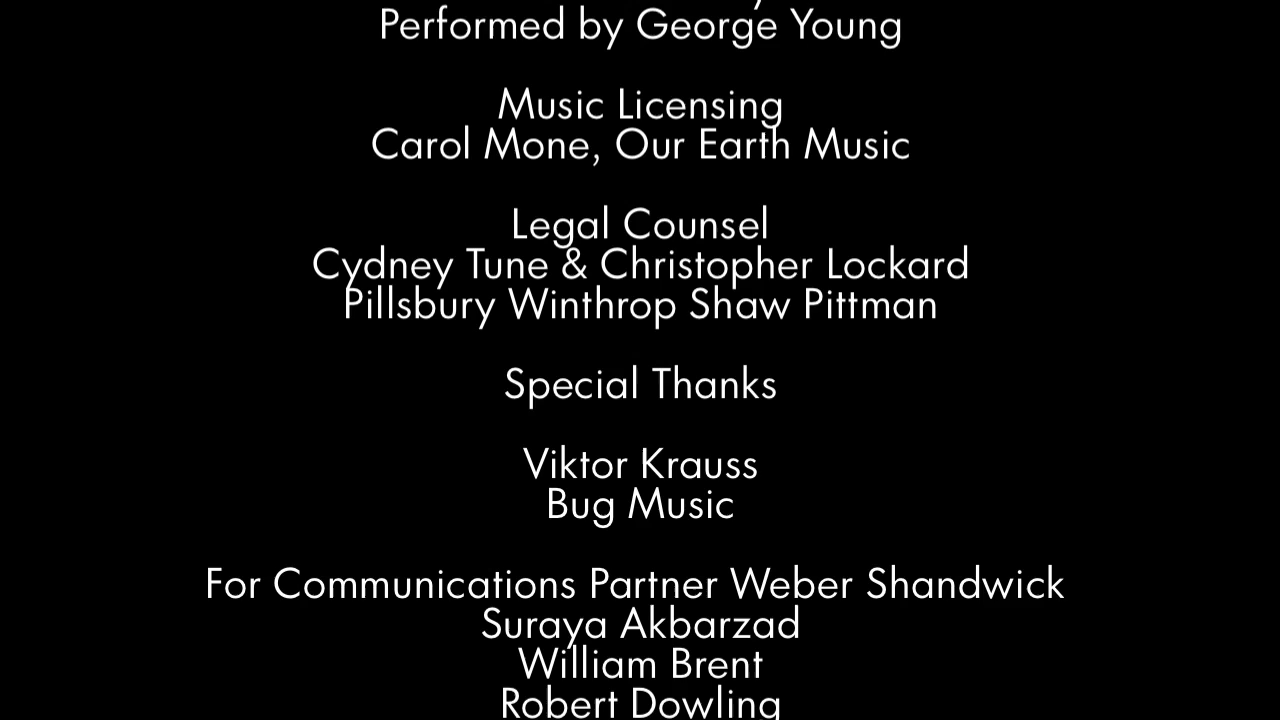 Performed by George Young
Music Licensing
Carol Mone, Our Earth Music
Legal Counsel
Cydney Tune & Christopher Lockard
Pillsbury Winthrop Shaw Pittman
Special Thanks
Viktor Krauss
Bug Music
For Communications Partner Weber Shandwick
Suraya Akbarzad
William Brent
Robert Dowling